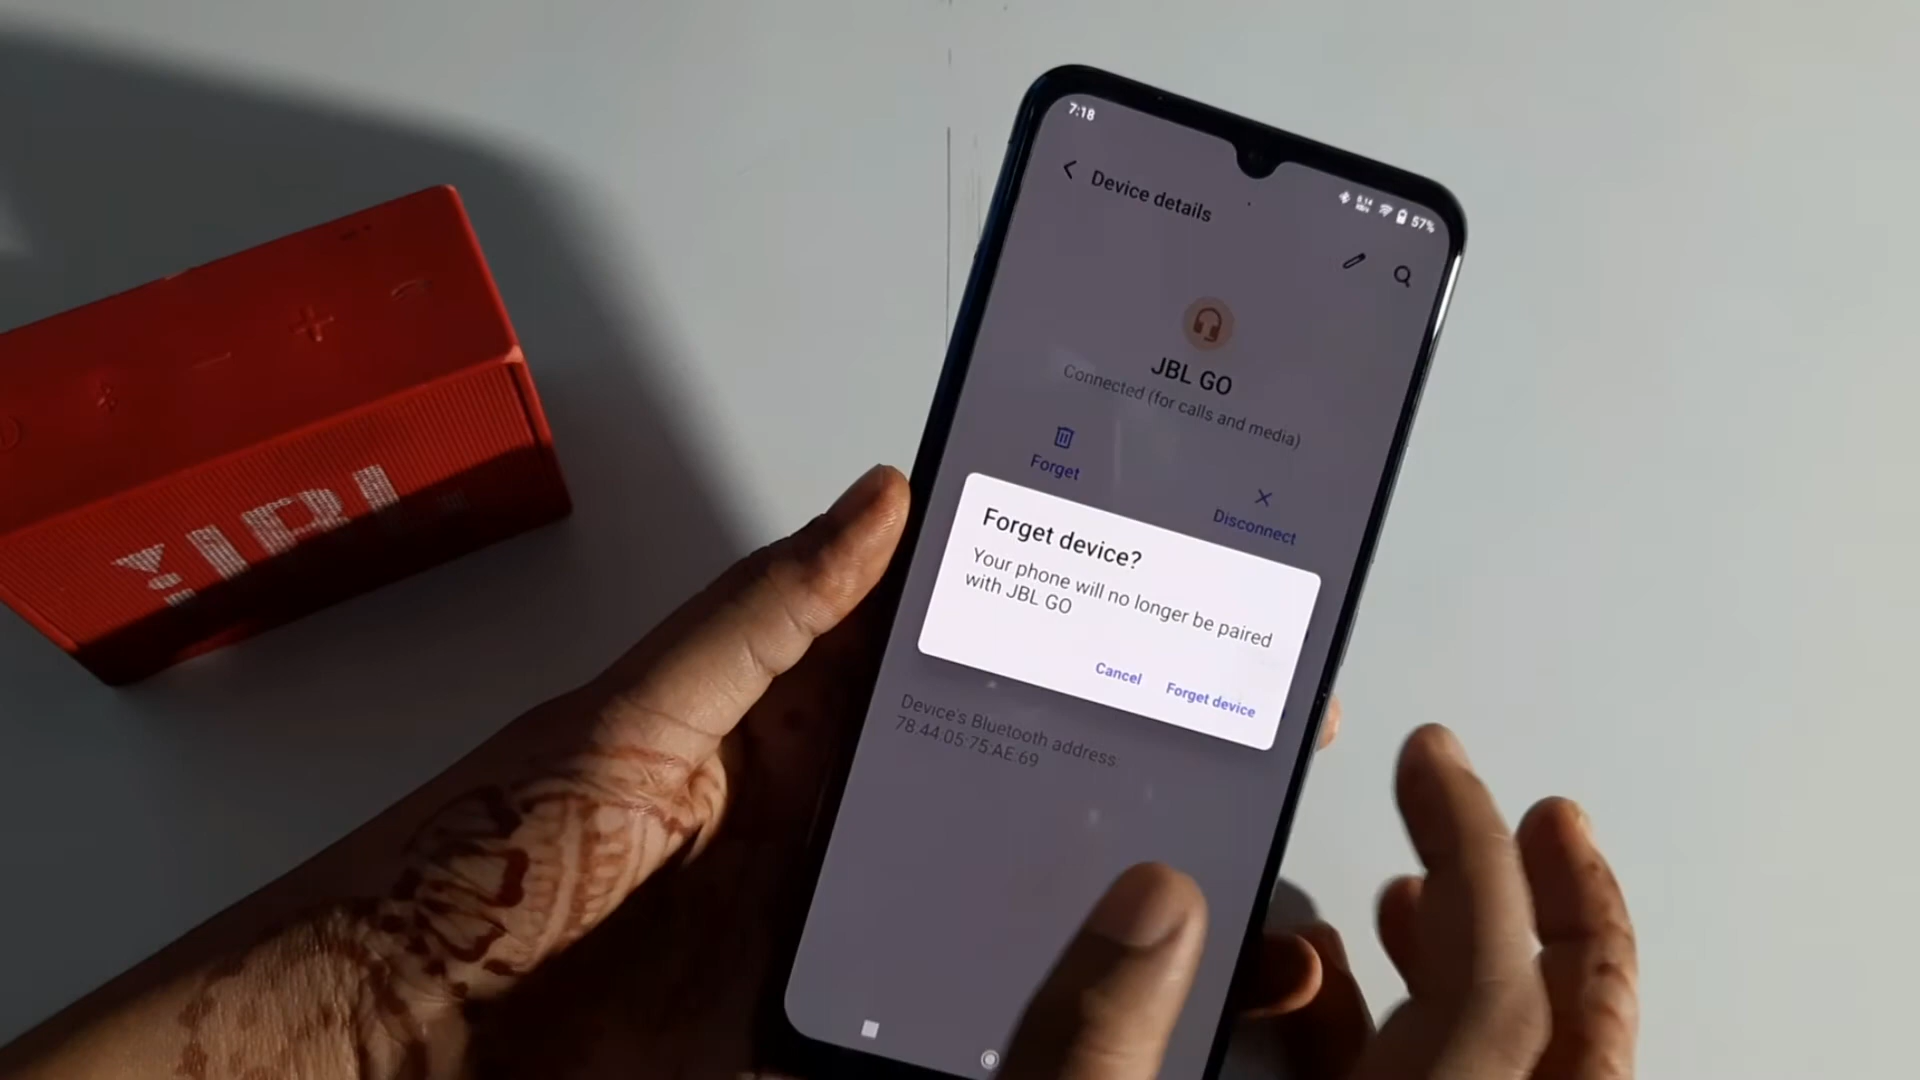 7:18
57%
Device details
JBL GO
Connected (for calls and media)
Forget
Disconnect
Forget device?
Your phone will no longer be paired
with JBL GO
Cancel
Forget device
Device's Bluetooth address:
78:44:05:75:AE:69
JBL